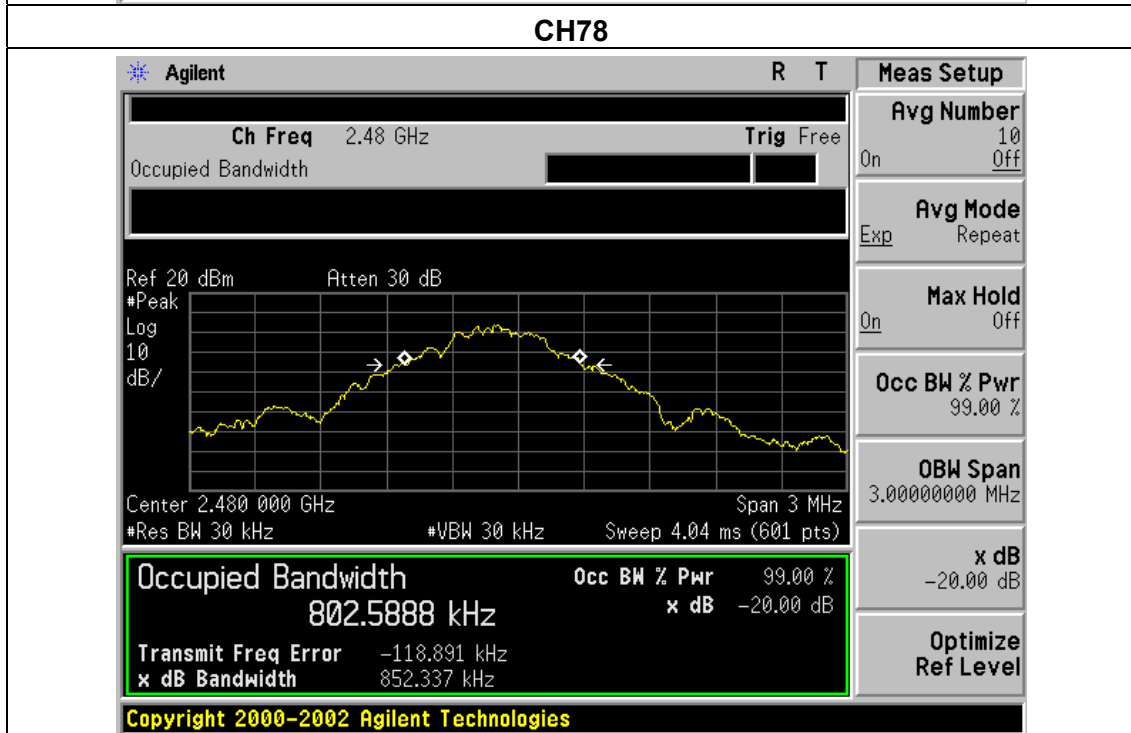 CH78
Agilent R T Meas Setup
Ch Freq 2.48 GHz Trig Free
Occupied Bandwidth
Avg Number
10
On Off
Avg Mode
Exp Repeat
Max Hold
On Off
Occ BW % Pwr
99.00 %
OBW Span
3.00000000 MHz
x dB
-20.00 dB
Optimize
Ref Level
Ref 20 dBm Atten 30 dB
#Peak
Log
10
dB/
Center 2.480 000 GHz Span 3 MHz
#Res BW 30 kHz #VBW 30 kHz Sweep 4.04 ms (601 pts)
Occupied Bandwidth Occ BW % Pwr 99.00 %
802.5888 kHz x dB -20.00 dB
Transmit Freq Error -118.891 kHz
x dB Bandwidth 852.337 kHz
Copyright 2000-2002 Agilent Technologies